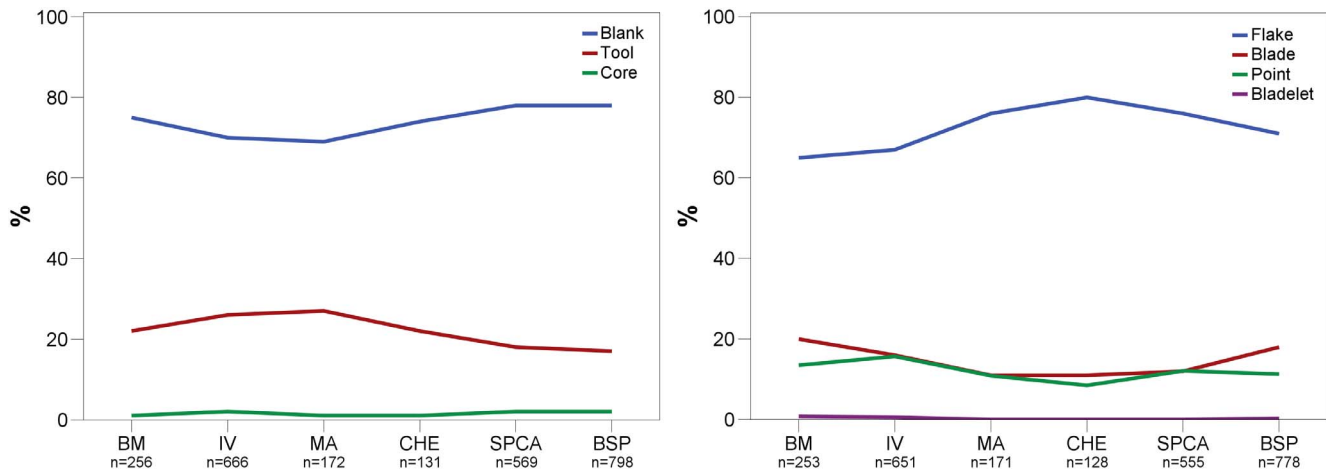 100
80
60
40
20
0
%
Blank
Tool
Core
BM IV MA CHE SPCA BSP
n=256 n=666 n=172 n=131 n=569 n=798
100
80
60
40
20
0
%
Flake
Blade
Point
Bladelet
BM IV MA CHE SPCA BSP
n=253 n=651 n=171 n=128 n=555 n=778